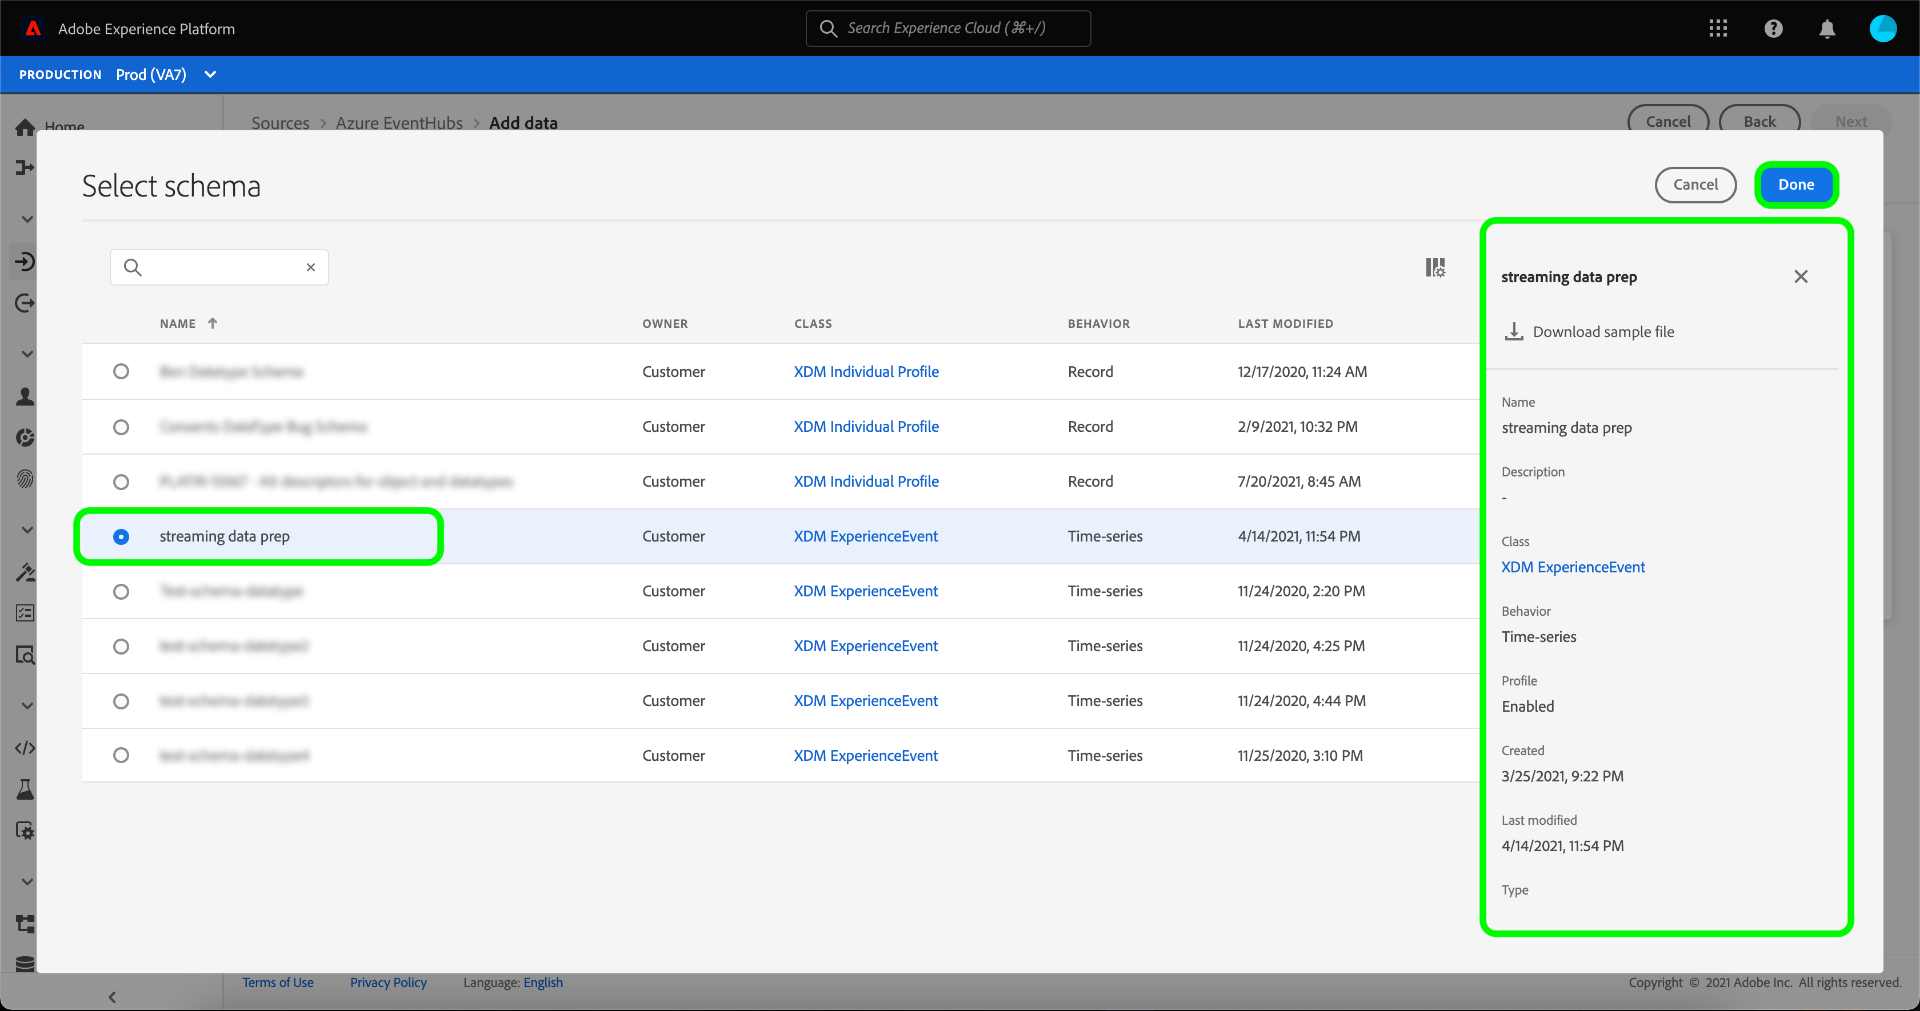 Adobe Experience Platform
Search Experience Cloud (⌘+/)
PRODUCTION Prod (VA7)
Home
Sources > Azure EventHubs > Add data
Cancel Back Next
Select schema
Cancel Done
NAME OWNER CLASS BEHAVIOR LAST MODIFIED
Customer XDM Individual Profile Record 12/17/2020, 11:24 AM
Customer XDM Individual Profile Record 2/9/2021, 10:32 PM
Customer XDM Individual Profile Record 7/20/2021, 8:45 AM
streaming data prep Customer XDM ExperienceEvent Time-series 4/14/2021, 11:54 PM
Customer XDM ExperienceEvent Time-series 11/24/2020, 2:20 PM
Customer XDM ExperienceEvent Time-series 11/24/2020, 4:25 PM
Customer XDM ExperienceEvent Time-series 11/24/2020, 4:44 PM
Customer XDM ExperienceEvent Time-series 11/25/2020, 3:10 PM
streaming data prep
Download sample file
Name
streaming data prep
Description
-
Class
XDM ExperienceEvent
Behavior
Time-series
Profile
Enabled
Created
3/25/2021, 9:22 PM
Last modified
4/14/2021, 11:54 PM
Type
Terms of Use Privacy Policy Language: English
Copyright © 2021 Adobe Inc. All rights reserved.